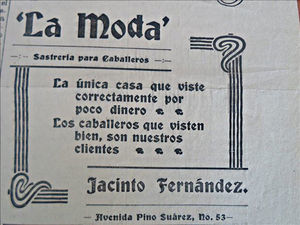 'La Moda'
—:— Sastrería para Caballeros —:—
La única casa que viste
correctamente por
poco dinero
Los caballeros que visten
bien, son nuestros
clientes
Jacinto Fernández.
— Avenida Pino Suárez, No. 53 —